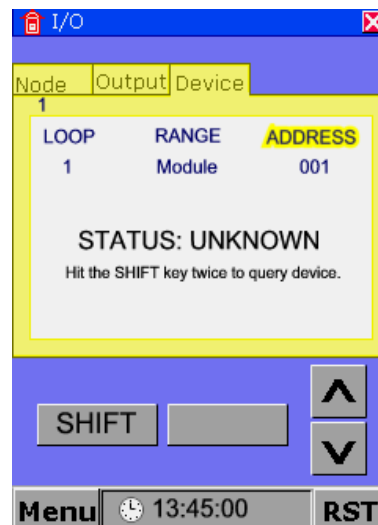 I/O
Node Output Device
1
LOOP RANGE ADDRESS
1 Module 001
STATUS: UNKNOWN
Hit the SHIFT key twice to query device.
SHIFT
Menu 13:45:00 RST